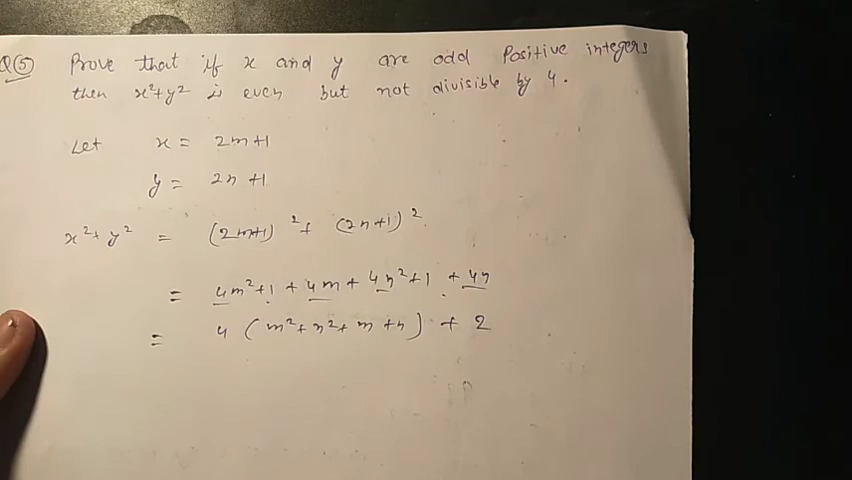 Q⑤ Prove that if x and y are odd Positive integers
then x²+y² is even but not divisible by 4.
Let x = 2m+1
y = 2n+1
x²+y² = (2m+1)²+ (2n+1)²
= 4m²+1 + 4m + 4n²+1 + 4n
= 4 (m²+n²+m+n) + 2